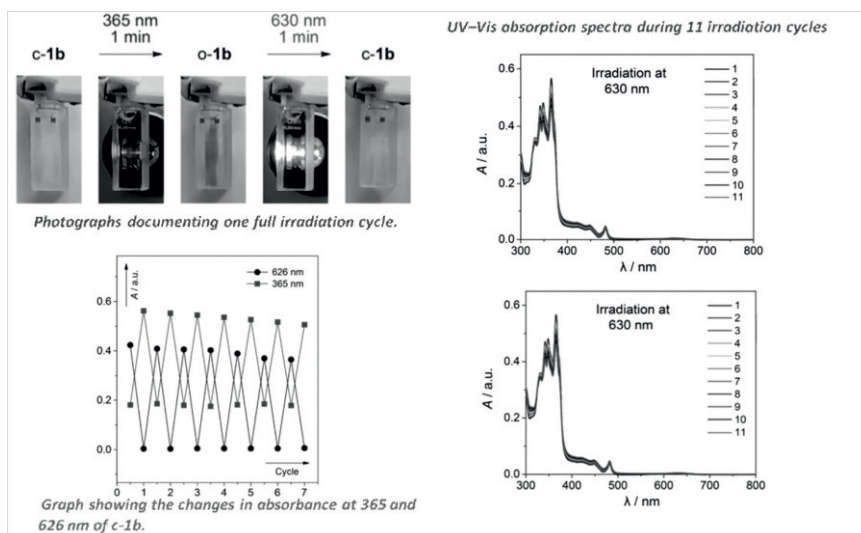 365 nm
1 min
630 nm
1 min
c-1b
o-1b
c-1b
Photographs documenting one full irradiation cycle.
A / a.u.
626 nm
365 nm
0.6
0.4
0.2
0.0
Cycle
0 1 2 3 4 5 6 7
Graph showing the changes in absorbance at 365 and
626 nm of c-1b.
UV–Vis absorption spectra during 11 irradiation cycles
Irradiation at
630 nm
1
2
3
4
5
6
7
8
9
10
11
A / a.u.
0.6
0.4
0.2
0.0
300 400 500 600 700 800
λ / nm
Irradiation at
630 nm
1
2
3
4
5
6
7
8
9
10
11
A / a.u.
0.6
0.4
0.2
0.0
300 400 500 600 700 800
λ / nm